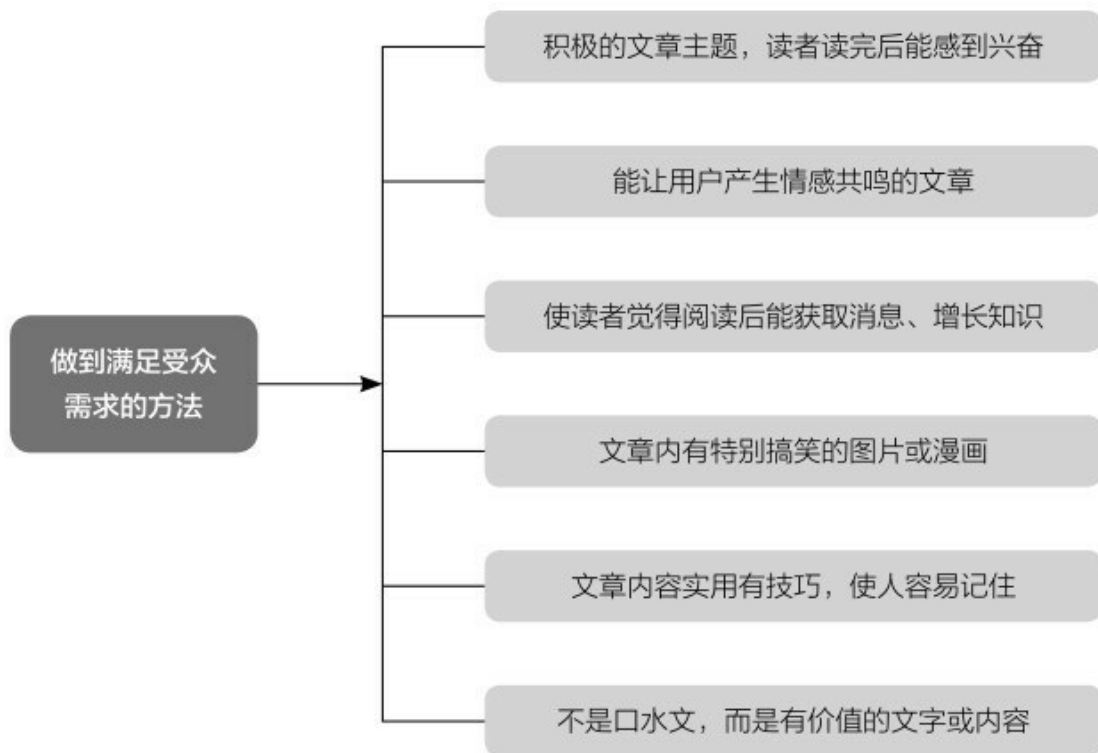 积极的文章主题，读者读完后能感到兴奋
能让用户产生情感共鸣的文章
使读者觉得阅读后能获取消息、增长知识
做到满足受众
需求的方法
文章内有特别搞笑的图片或漫画
文章内容实用有技巧，使人容易记住
不是口水文，而是有价值的文字或内容